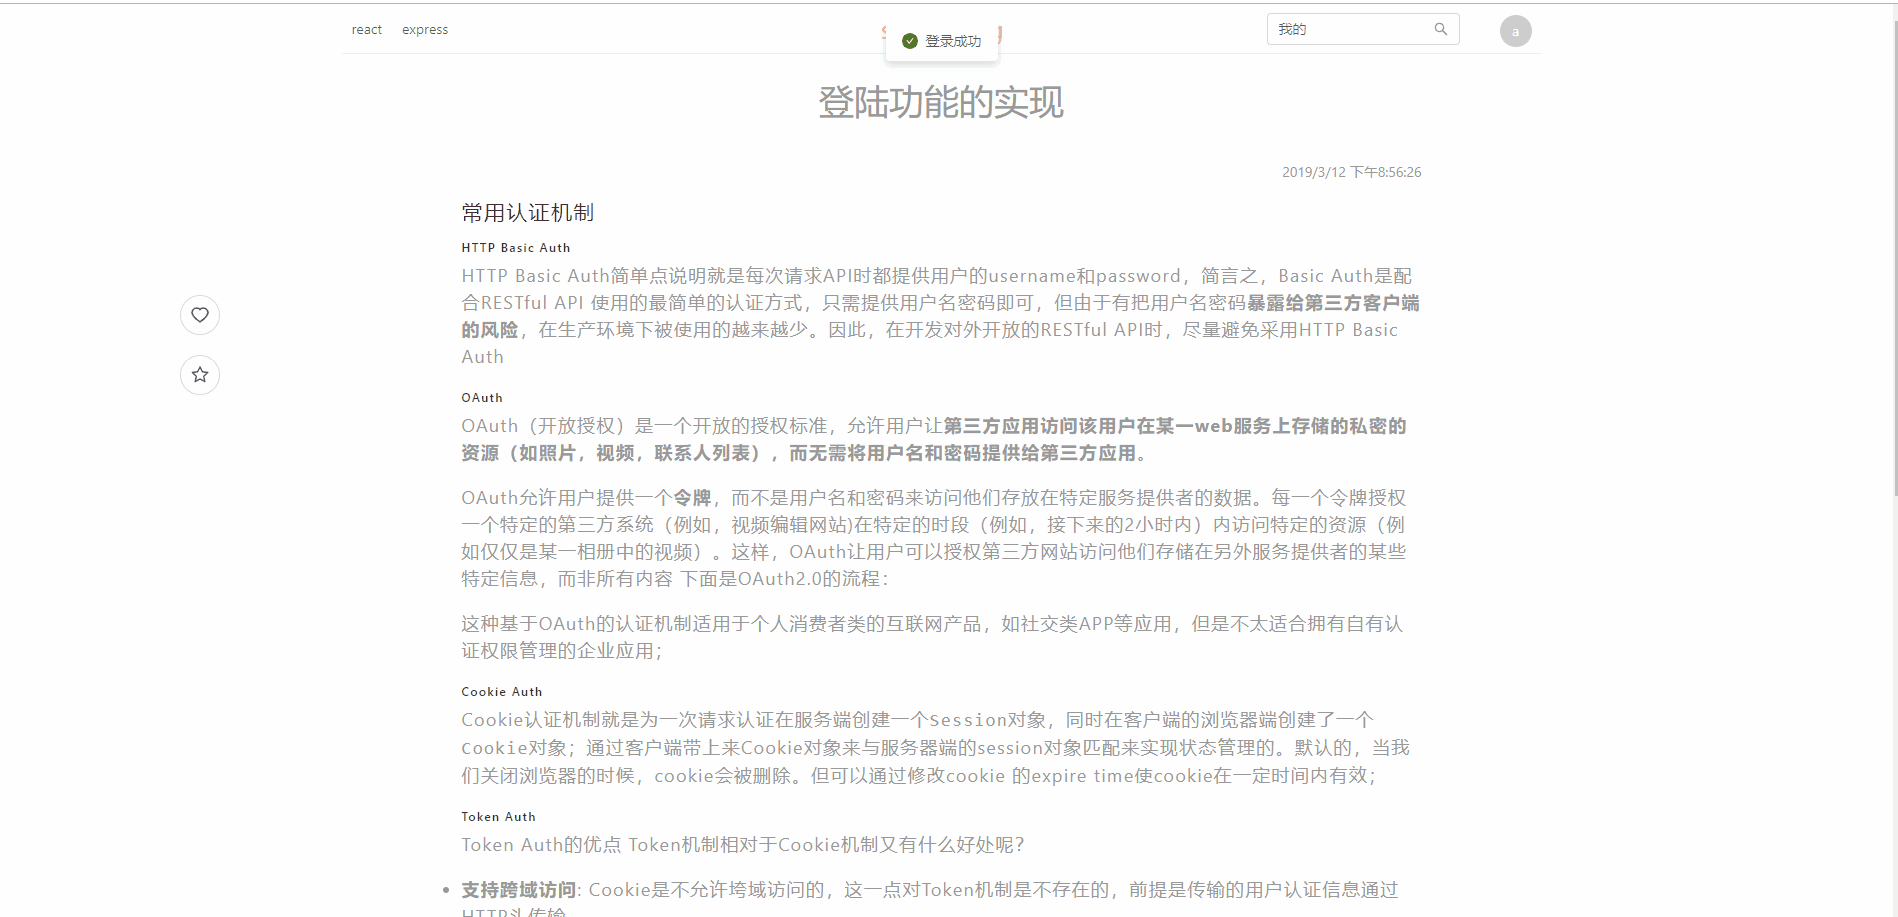 react express
登录成功
我的
a
登陆功能的实现
2019/3/12 下午8:56:26
常用认证机制
HTTP Basic Auth
HTTP Basic Auth简单点说明就是每次请求API时都提供用户的username和password，简言之，Basic Auth是配
合RESTful API 使用的最简单的认证方式，只需提供用户名密码即可，但由于有把用户名密码暴露给第三方客户端
的风险，在生产环境下被使用的越来越少。因此，在开发对外开放的RESTful API时，尽量避免采用HTTP Basic
Auth
OAuth
OAuth（开放授权）是一个开放的授权标准，允许用户让第三方应用访问该用户在某一web服务上存储的私密的
资源（如照片，视频，联系人列表），而无需将用户名和密码提供给第三方应用。
OAuth允许用户提供一个令牌，而不是用户名和密码来访问他们存放在特定服务提供者的数据。每一个令牌授权
一个特定的第三方系统（例如，视频编辑网站)在特定的时段（例如，接下来的2小时内）内访问特定的资源（例
如仅仅是某一相册中的视频）。这样，OAuth让用户可以授权第三方网站访问他们存储在另外服务提供者的某些
特定信息，而非所有内容 下面是OAuth2.0的流程：
这种基于OAuth的认证机制适用于个人消费者类的互联网产品，如社交类APP等应用，但是不太适合拥有自有认
证权限管理的企业应用；
Cookie Auth
Cookie认证机制就是为一次请求认证在服务端创建一个Session对象，同时在客户端的浏览器端创建了一个
Cookie对象；通过客户端带上来Cookie对象来与服务器端的session对象匹配来实现状态管理的。默认的，当我
们关闭浏览器的时候，cookie会被删除。但可以通过修改cookie 的expire time使cookie在一定时间内有效；
Token Auth
Token Auth的优点 Token机制相对于Cookie机制又有什么好处呢？
支持跨域访问: Cookie是不允许垮域访问的，这一点对Token机制是不存在的，前提是传输的用户认证信息通过
HTTP头传输.